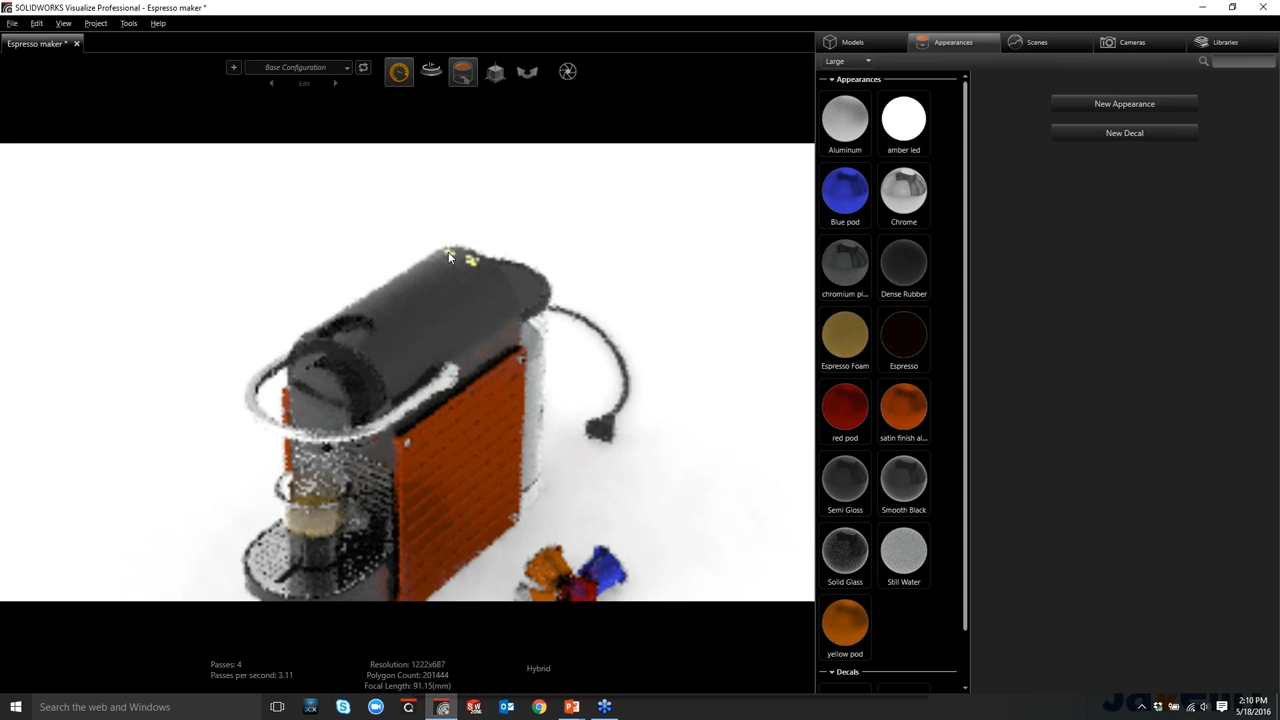 SOLIDWORKS Visualize Professional - Espresso maker *
File Edit View Project Tools Help
Espresso maker *
Base Configuration
Edit
Models Appearances Scenes Cameras Libraries
Large
Appearances
New Appearance
New Decal
Aluminum amber led
Blue pod Chrome
chromium pl... Dense Rubber
Espresso Foam Espresso
red pod satin finish al...
Semi Gloss Smooth Black
Solid Glass Still Water
yellow pod
Decals
Passes: 4
Passes per second: 3.11
Resolution: 1222x687
Polygon Count: 201444
Focal Length: 91.15(mm)
Hybrid
Search the web and Windows
2:10 PM
5/18/2016